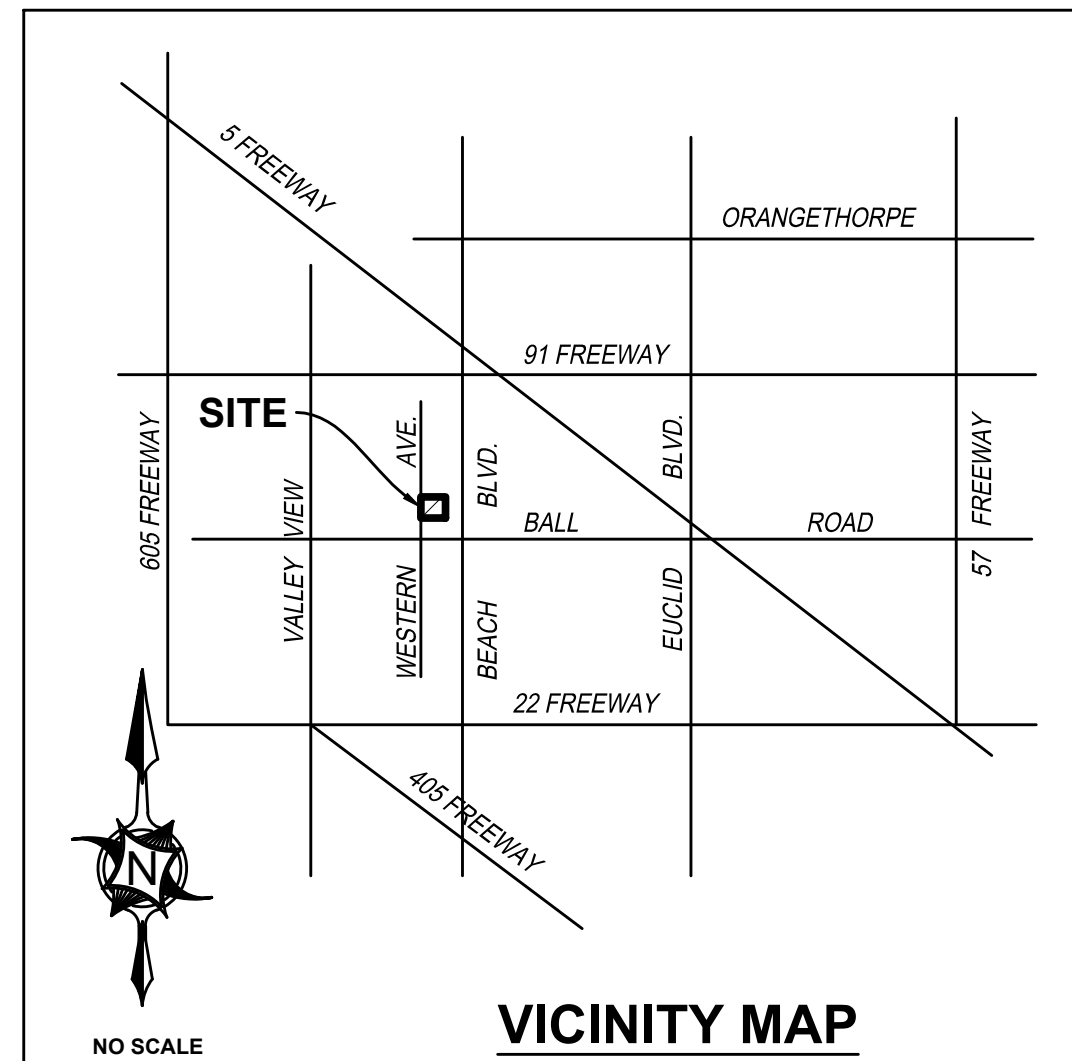 5 FREEWAY
ORANGETHORPE
91 FREEWAY
SITE
605 FREEWAY
VALLEY VIEW
WESTERN AVE.
BEACH BLVD.
EUCLID BLVD.
BALL ROAD
57 FREEWAY
22 FREEWAY
405 FREEWAY
N
NO SCALE
VICINITY MAP